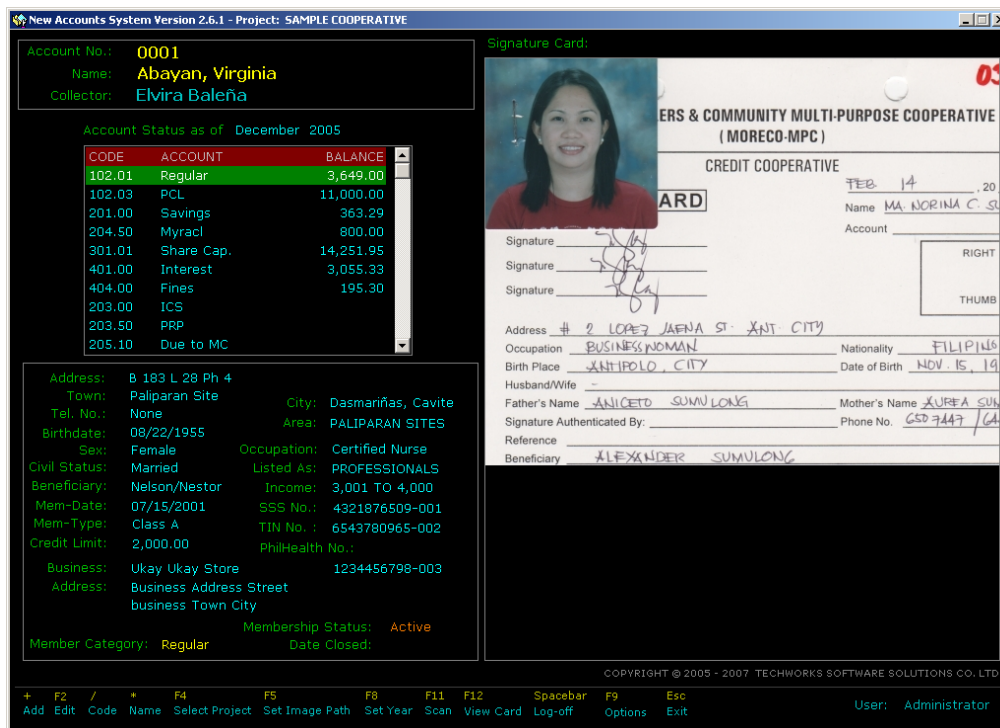 New Accounts System Version 2.6.1 - Project: SAMPLE COOPERATIVE
Account No.: 0001
Name: Abayan, Virginia
Collector: Elvira Baleña
Account Status as of December 2005
CODE ACCOUNT BALANCE
102.01 Regular 3,649.00
102.03 PCL 11,000.00
201.00 Savings 363.29
204.50 Myracl 800.00
301.01 Share Cap. 14,251.95
401.00 Interest 3,055.33
404.00 Fines 195.30
203.00 ICS
203.50 PRP
205.10 Due to MC
Address: B 183 L 28 Ph 4
Town: Paliparan Site City: Dasmariñas, Cavite
Tel. No.: None Area: PALIPARAN SITES
Birthdate: 08/22/1955
Sex: Female Occupation: Certified Nurse
Civil Status: Married Listed As: PROFESSIONALS
Beneficiary: Nelson/Nestor Income: 3,001 TO 4,000
Mem-Date: 07/15/2001 SSS No.: 4321876509-001
Mem-Type: Class A TIN No. : 6543780965-002
Credit Limit: 2,000.00 PhilHealth No.:
Business: Ukay Ukay Store 1234456798-003
Address: Business Address Street
business Town City
Membership Status: Active
Member Category: Regular Date Closed:
Signature Card:
03
ERS & COMMUNITY MULTI-PURPOSE COOPERATIVE
( MORECO-MPC )
CREDIT COOPERATIVE
FEB. 14 , 20
ARD
Name MA. NORINA C. SU
Account
Signature
RIGHT
Signature
Signature
THUMB
Address # 2 LOPEZ JAENA ST. ANT. CITY
Occupation BUSINESSWOMAN Nationality FILIPINO
Birth Place ANTIPOLO, CITY Date of Birth NOV. 15, 19
Husband/Wife -
Father's Name ANICETO SUMULONG Mother's Name AUREA SUM
Signature Authenticated By: Phone No. 650 7447 / 64
Reference
Beneficiary ALEXANDER SUMULONG
COPYRIGHT @ 2005 - 2007 TECHWORKS SOFTWARE SOLUTIONS CO. LTD
+ F2 / * F4 F5 F8 F11 F12 Spacebar F9 Esc
Add Edit Code Name Select Project Set Image Path Set Year Scan View Card Log-off Options Exit User: Administrator